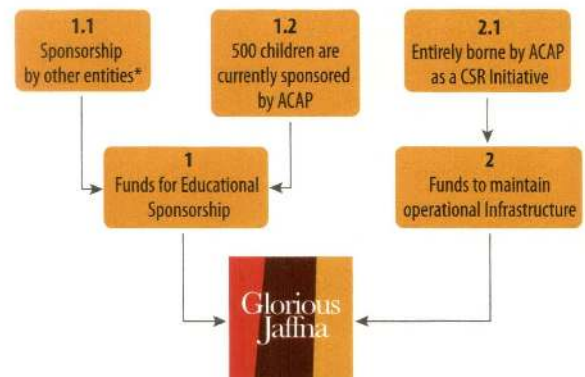 1.1
Sponsorship
by other entities*
1.2
500 children are
currently sponsored
by ACAP
2.1
Entirely borne by ACAP
as a CSR Initiative
1
Funds for Educational
Sponsorship
2
Funds to maintain
operational Infrastructure
Glorious
Jaffna